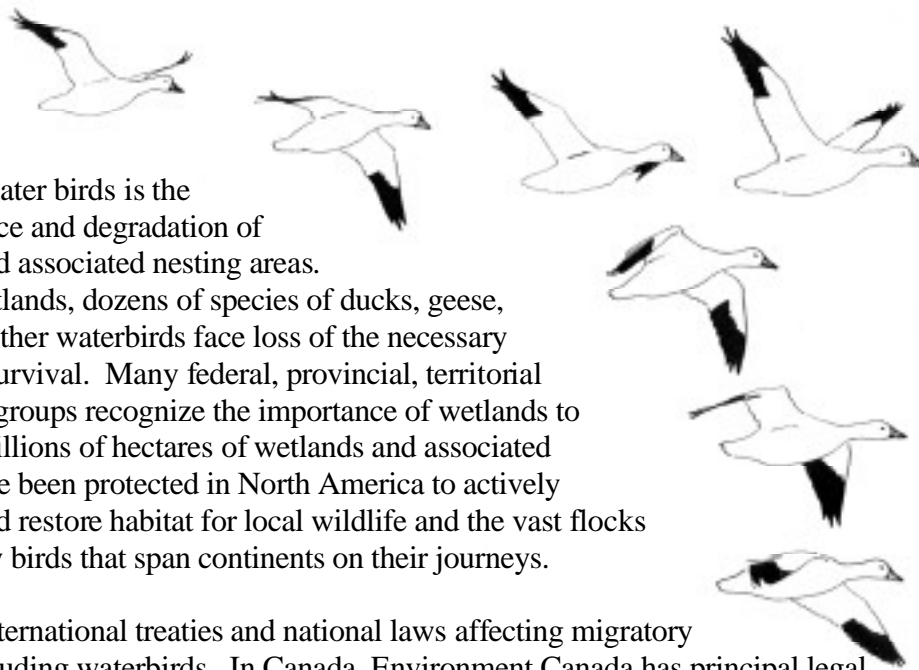 ater birds is the
ce and degradation of
d associated nesting areas.
tlands, dozens of species of ducks, geese,
ther waterbirds face loss of the necessary
urvival.  Many federal, provincial, territorial
groups recognize the importance of wetlands to
illions of hectares of wetlands and associated
e been protected in North America to actively
d restore habitat for local wildlife and the vast flocks
y birds that span continents on their journeys.
ternational treaties and national laws affecting migratory
uding waterbirds.  In Canada, Environment Canada has principal legal